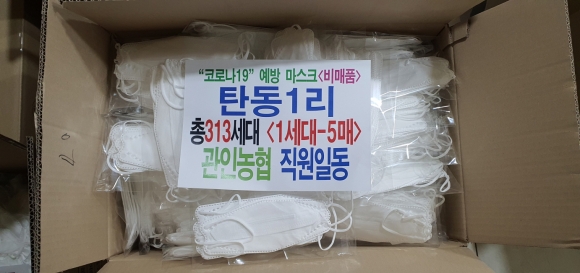 "코로나19" 예방 마스크<비매품>
탄동1리
총313세대 <1세대-5매>
관인농협 직원일동